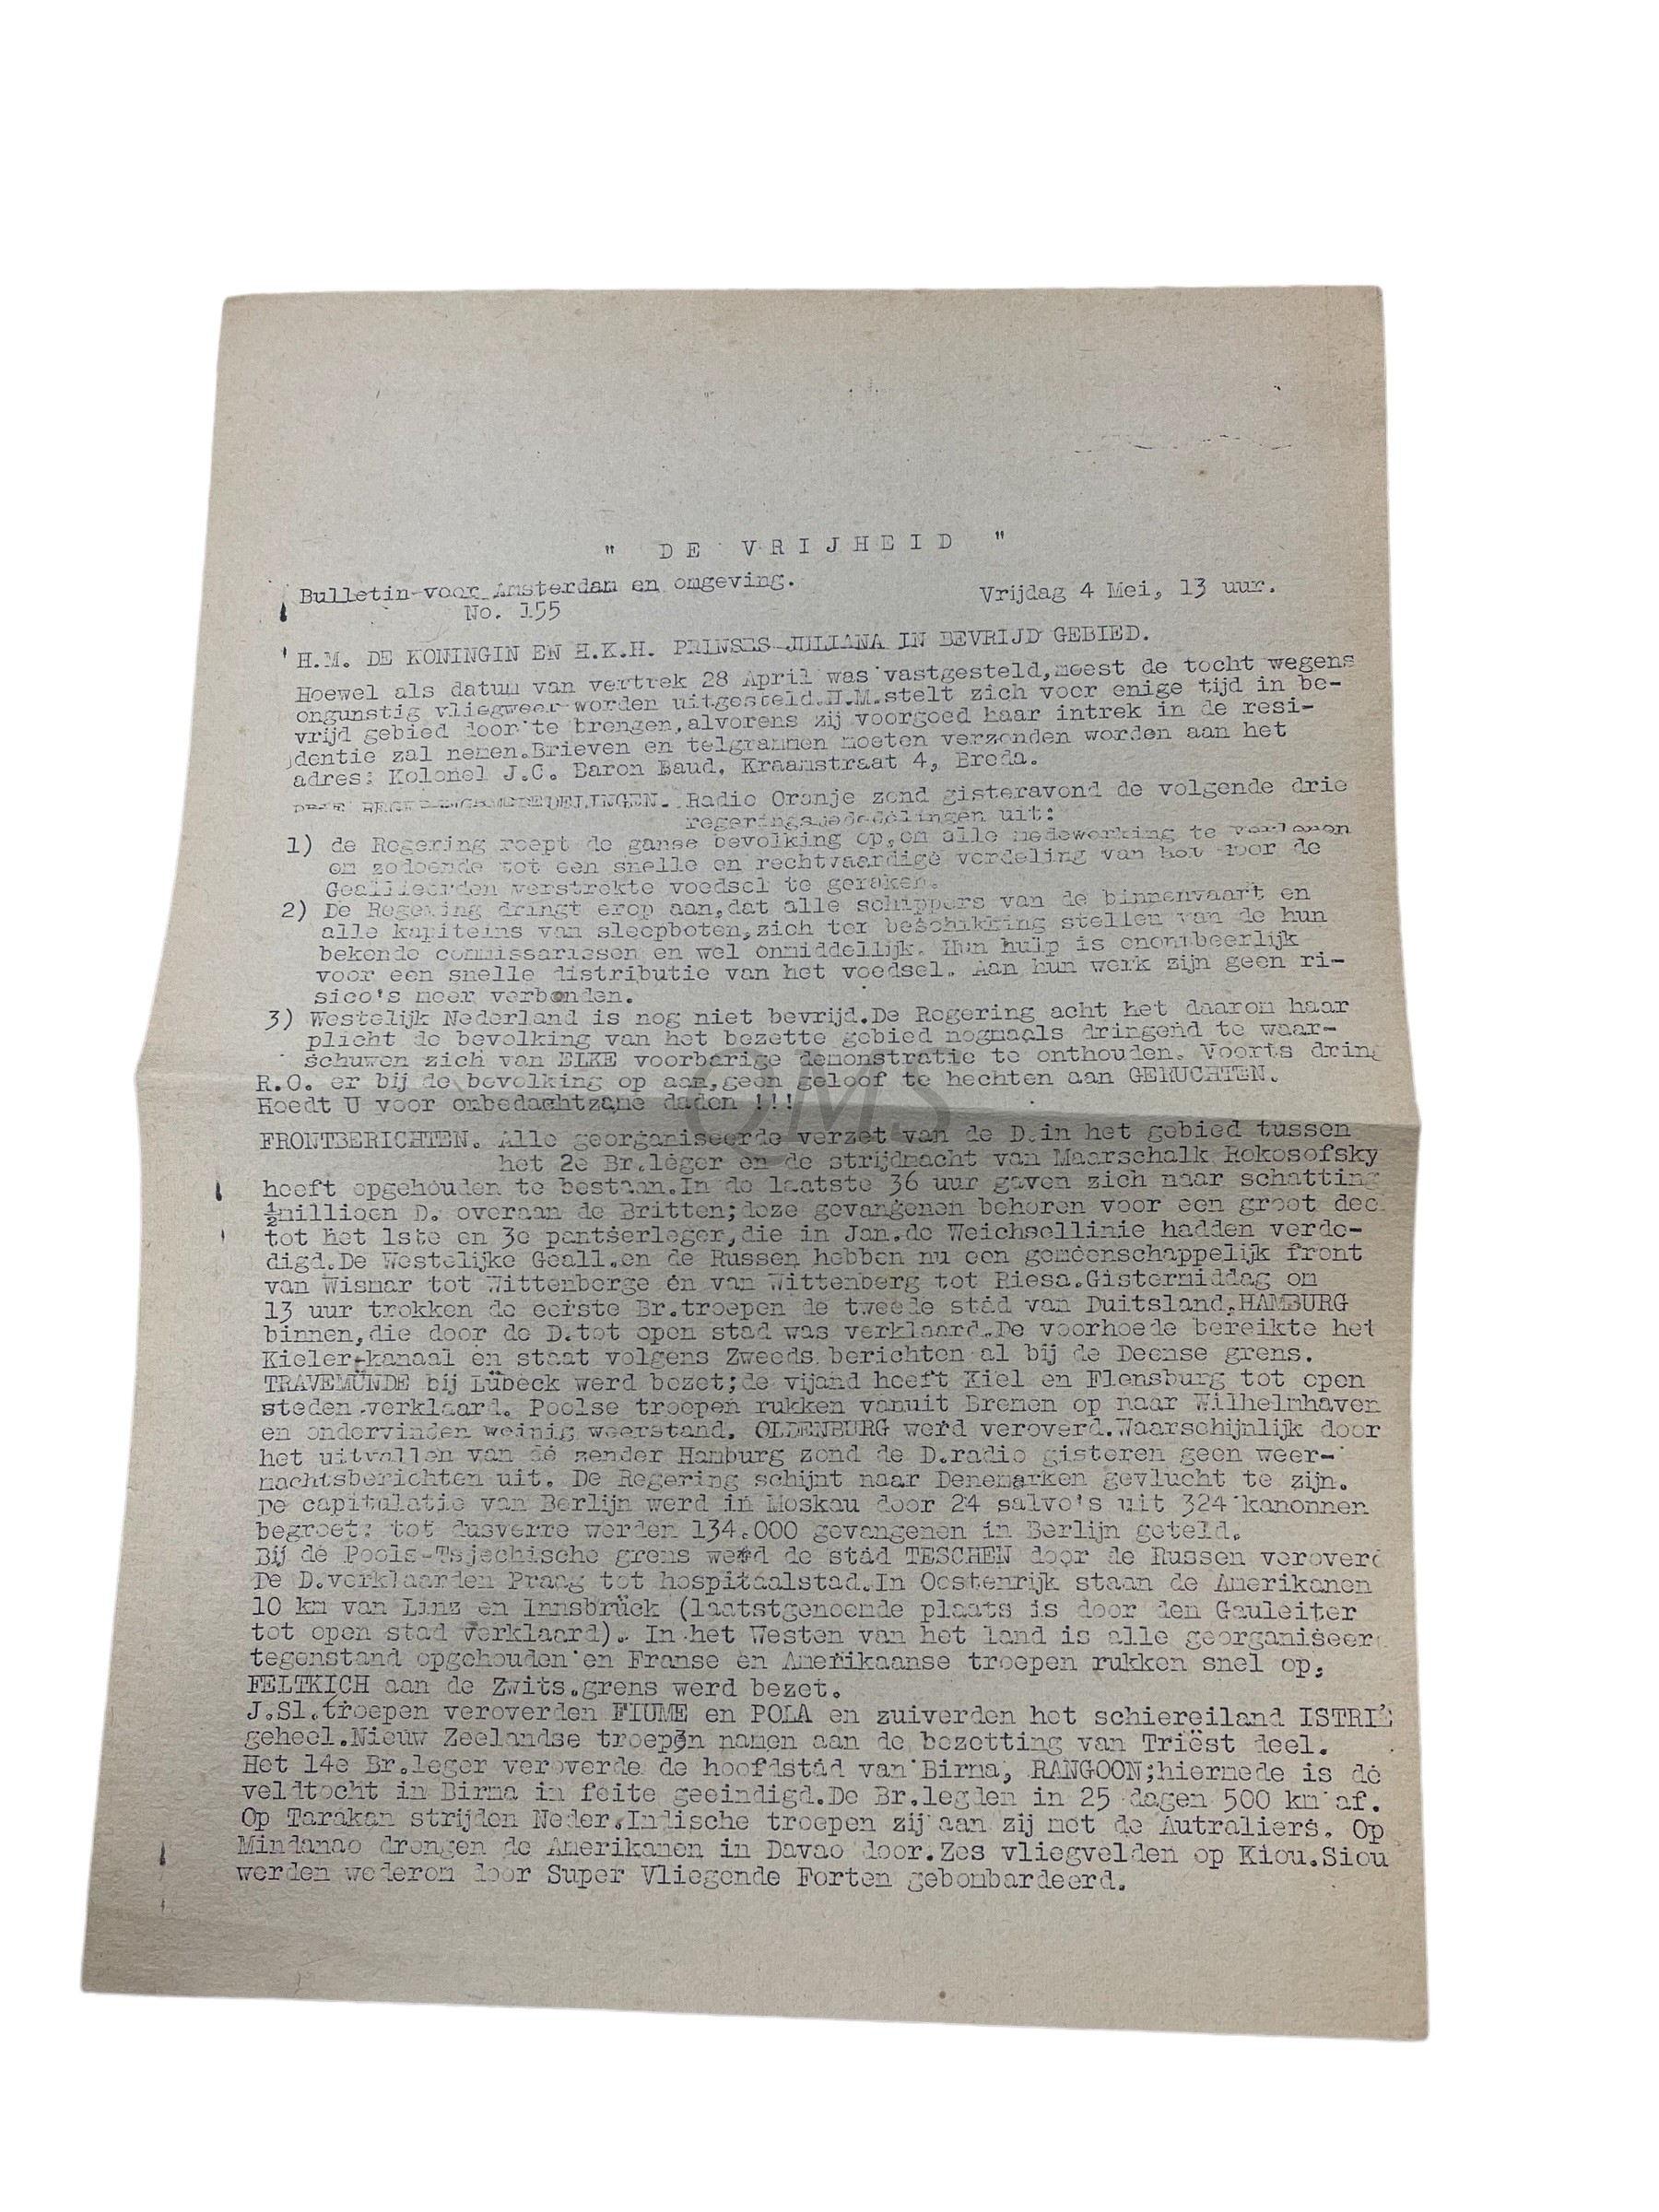 " DE VRIJHEID "
Bulletin voor Amsterdam en omgeving. Vrijdag 4 Mei, 13 uur.
No. 155
H.M. DE KONINGIN EN H.K.H. PRINSES JULIANA IN BEVRIJD GEBIED.
Hoewel als datum van vertrek 28 April was vastgesteld,moest de tocht wegens
ongunstig vliegweer worden uitgesteld.H.M.stelt zich voor enige tijd in be-
vrijd gebied door te brengen,alvorens zij voorgoed haar intrek in de resi-
dentie zal nemen.Brieven en telgrammen moeten verzonden worden aan het
adres: Kolonel J.C. Baron Baud, Kraanstraat 4, Breda.
Radio Oranje zond gisteravond de volgende drie
regeringsmededelingen uit:
1) de Regering roept de ganse bevolking op,om alle medewerking te verlenen
om zodoende tot een snelle en rechtvaardige verdeling van het door de
Geallieerden verstrekte voedsel te geraken.
2) De Regering dringt erop aan,dat alle schippers van de binnenvaart en
alle kapiteins van sleepboten,zich ter beschikking stellen van de hun
bekende commissariesen en wel onmiddellijk. Hun hulp is onontbeerlijk
voor een snelle distributie van het voedsel. Aan hun werk zijn geen ri-
sico's meer verbonden.
3) Westelijk Nederland is nog niet bevrijd.De Regering acht het daarom haar
plicht de bevolking van het bezette gebied nogmaals dringend te waar-
schuwen zich van ELKE voorbarige demonstratie te onthouden. Voorts dring
R.O. er bij de bevolking op aan,geen geloof te hechten aan GERUCHTEN.
Hoedt U voor onbedachtzame daden !!!
FRONTBERICHTEN. Alle georganiseerde verzet van de D.in het gebied tussen
het 2e Br.leger en de strijdmacht van Maarschalk Rokosofsky
heeft opgehouden te bestaan.In de laatste 36 uur gaven zich naar schatting
½millioen D. overaan de Britten;deze gevangenen behoren voor een groot dee
tot het 1ste en 3e pantserleger,die in Jan.de Weichsellinie hadden verde-
digd.De Westelijke Geall.en de Russen hebben nu een gemeenschappelijk front
van Wismar tot Wittenberge en van Wittenberg tot Riesa.Gistermiddag om
13 uur trokken de eerste Br.troepen de tweede stad van Duitsland,HAMBURG
binnen,die door de D.tot open stad was verklaard.De voorhoede bereikte het
Kieler-kanaal en staat volgens Zweeds berichten al bij de Deense grens.
TRAVEMÜNDE bij Lübeck werd bezet;de vijand heeft Kiel en Flensburg tot open
steden verklaard. Poolse troepen rukken vanuit Bremen op naar Wilhelmhaven
en ondervinden weinig weerstand. OLDENBURG werd veroverd.Waarschijnlijk door
het uitvallen van de zender Hamburg zond de D.radio gisteren geen weer-
machtsberichten uit. De Regering schijnt naar Denemarken gevlucht te zijn.
De capitulatie van Berlijn werd in Moskau door 24 salvo's uit 324 kanonnen
begroet: tot dusverre werden 134.000 gevangenen in Berlijn geteld.
Bij de Pools-Tsjechische grens werd de stad TESCHEN door de Russen veroverd
De D.verklaarden Praag tot hospitaalstad.In Oostenrijk staan de Amerikanen
10 km van Linz en Innsbrück (laatstgenoemde plaats is door den Gauleiter
tot open stad verklaard). In het Westen van het land is alle georganiseer
tegenstand opgehouden en Franse en Amerikaanse troepen rukken snel op.
FELTKICH aan de Zwits.grens werd bezet.
J.Sl.troepen veroverden FIUME en POLA en zuiverden het schiereiland ISTRIË
geheel.Nieuw Zeelandse troepen namen aan de bezetting van Triëst deel.
Het 14e Br.leger veroverde de hoofdstad van Birma, RANGOON;hiermede is de
veldtocht in Birma in feite geeindigd.De Br.legden in 25 dagen 500 km af.
Op Tarakan strijden Neder.Indische troepen zij aan zij met de Autraliers. Op
Mindanao drongen de Amerikanen in Davao door.Zes vliegvelden op Kiou.Siou
werden wederom door Super Vliegende Forten gebombardeerd.
QMS